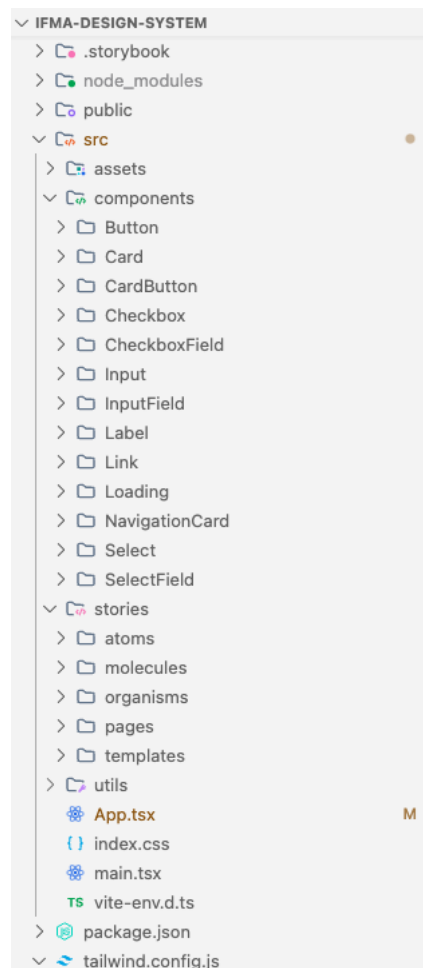 IFMA-DESIGN-SYSTEM
.storybook
node_modules
public
src
assets
components
Button
Card
CardButton
Checkbox
CheckboxField
Input
InputField
Label
Link
Loading
NavigationCard
Select
SelectField
stories
atoms
molecules
organisms
pages
templates
utils
App.tsx M
{ } index.css
main.tsx
TS vite-env.d.ts
package.json
tailwind.config.js